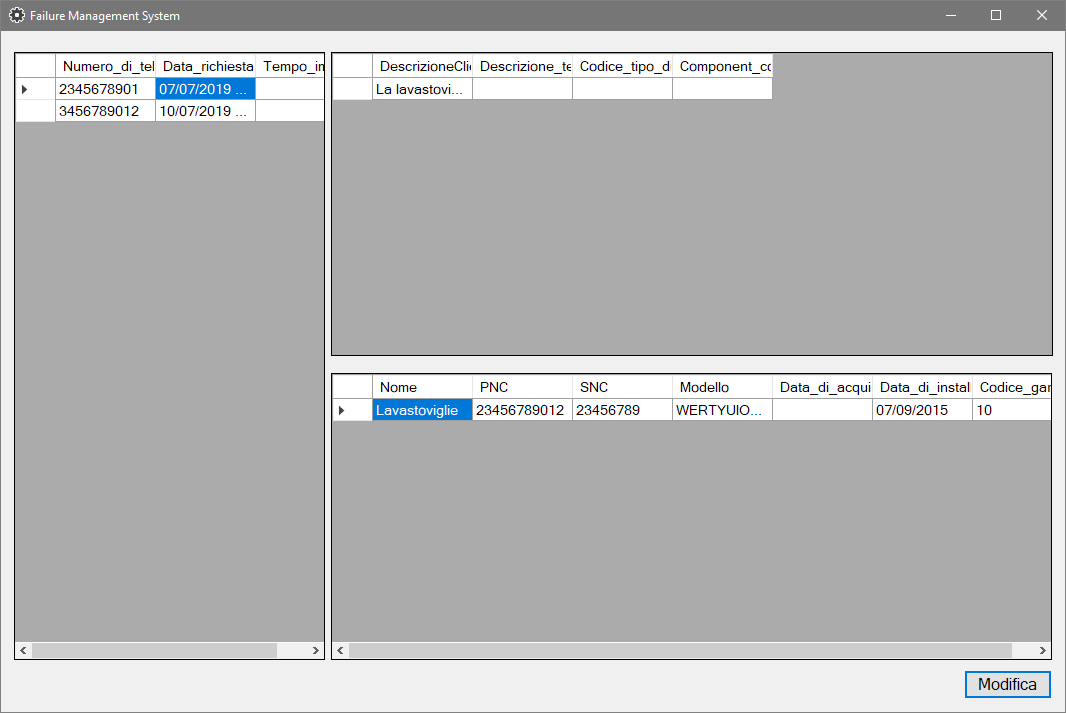 Failure Management System
Numero_di_tel Data_richiesta Tempo_in
2345678901 07/07/2019 ...
3456789012 10/07/2019 ...
DescrizioneCli Descrizione_te Codice_tipo_d Component_co
La lavastovi...
Nome PNC SNC Modello Data_di_acqui Data_di_instal Codice_gar
Lavastoviglie 23456789012 23456789 WERTYUIO... 07/09/2015 10
Modifica